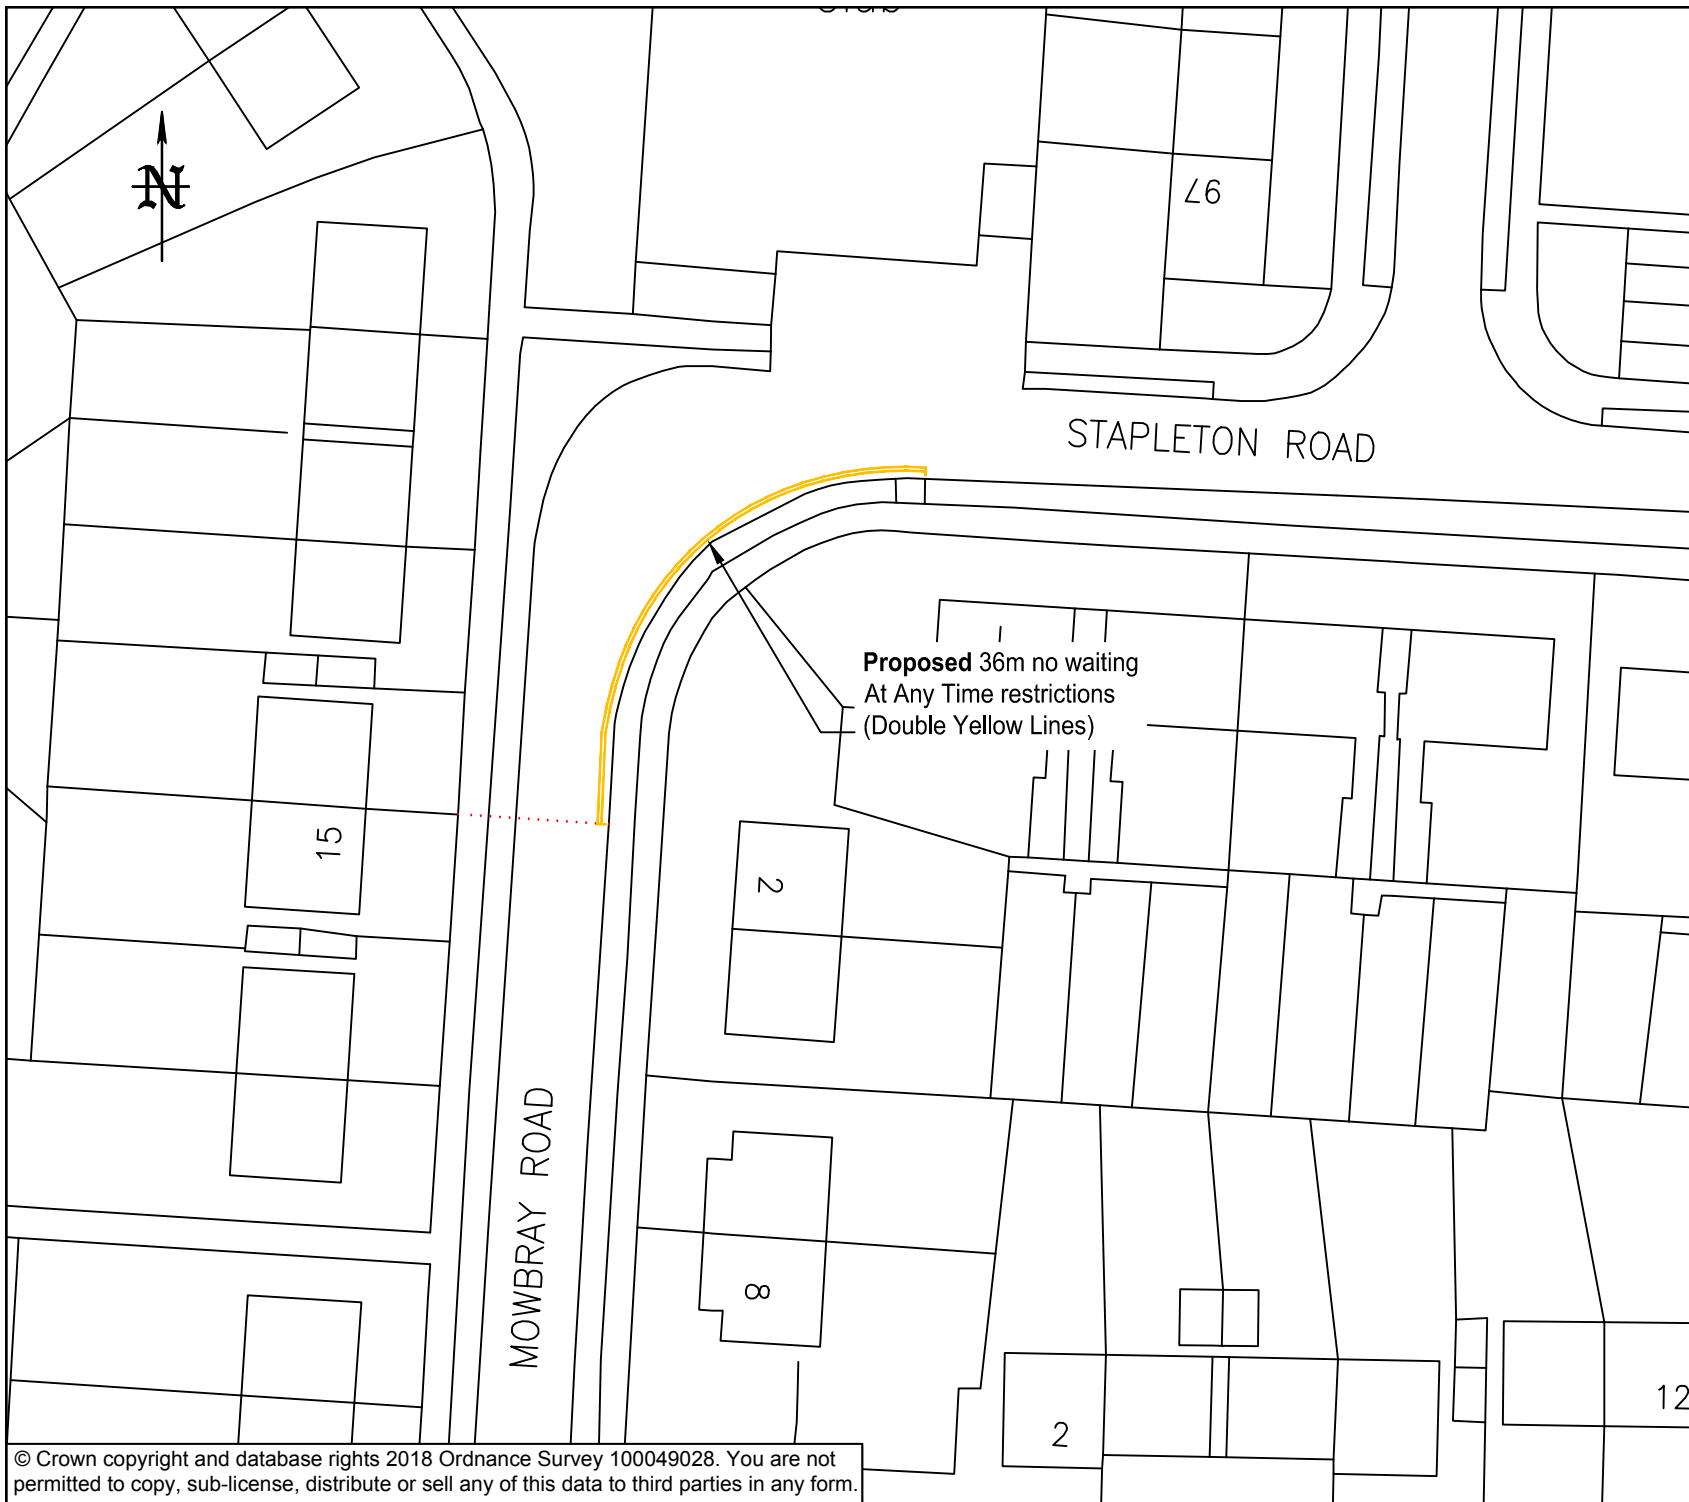 N
97
STAPLETON ROAD
Proposed 36m no waiting
At Any Time restrictions
(Double Yellow Lines)
15
2
MOWBRAY ROAD
8
2
12
© Crown copyright and database rights 2018 Ordnance Survey 100049028. You are not
permitted to copy, sub-license, distribute or sell any of this data to third parties in any form.